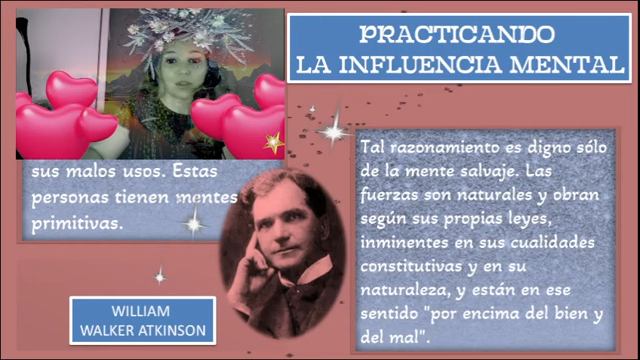 PRACTICANDO
LA INFLUENCIA MENTAL
sus malos usos. Estas
personas tienen mentes
primitivas.
Tal razonamiento es digno sólo
de la mente salvaje. Las
fuerzas son naturales y obran
según sus propias leyes,
inminentes en sus cualidades
constitutivas y en su
naturaleza, y están en ese
sentido "por encima del bien y
del mal".
WILLIAM
WALKER ATKINSON